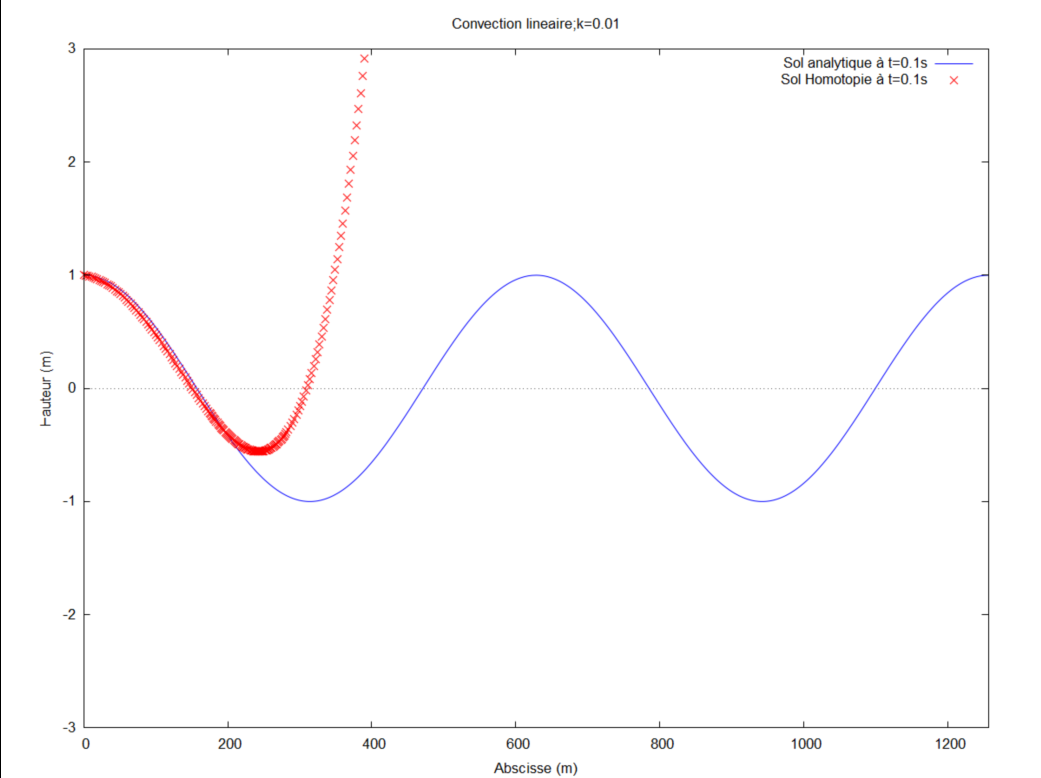 Convection lineaire;k=0.01
Sol analytique à t=0.1s
Sol Homotopie à t=0.1s
3
2
1
0
-1
-2
-3
Hauteur (m)
0 200 400 600 800 1000 1200
Abscisse (m)